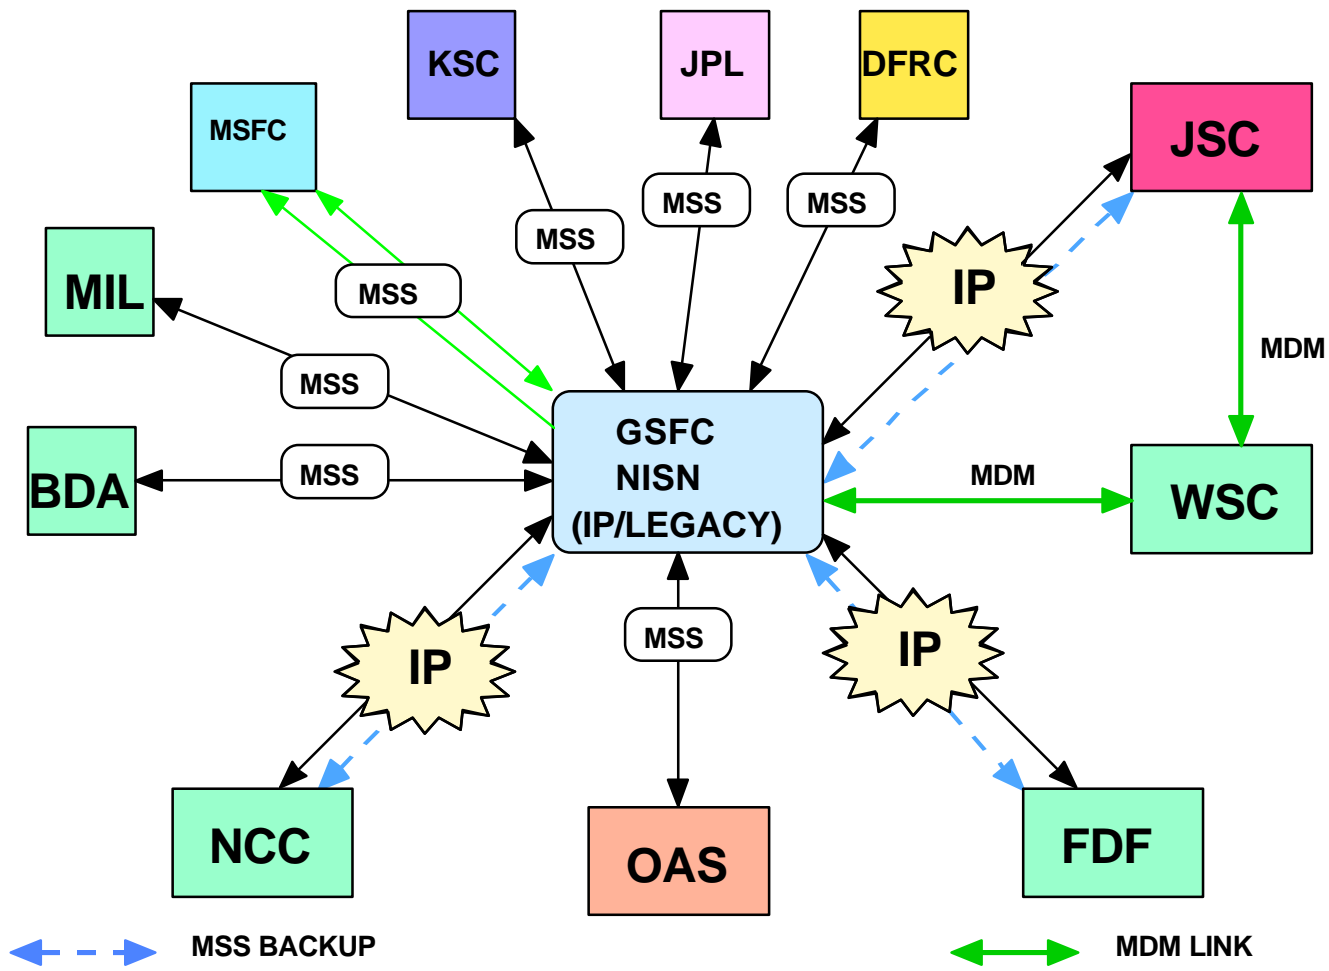 KSC
JPL
DFRC
MSFC
JSC
MSS
MSS
MSS
MIL
MSS
IP
MDM
MSS
GSFC
NISN
(IP/LEGACY)
BDA
MSS
MDM
WSC
IP
MSS
IP
NCC
OAS
FDF
MSS BACKUP
MDM LINK